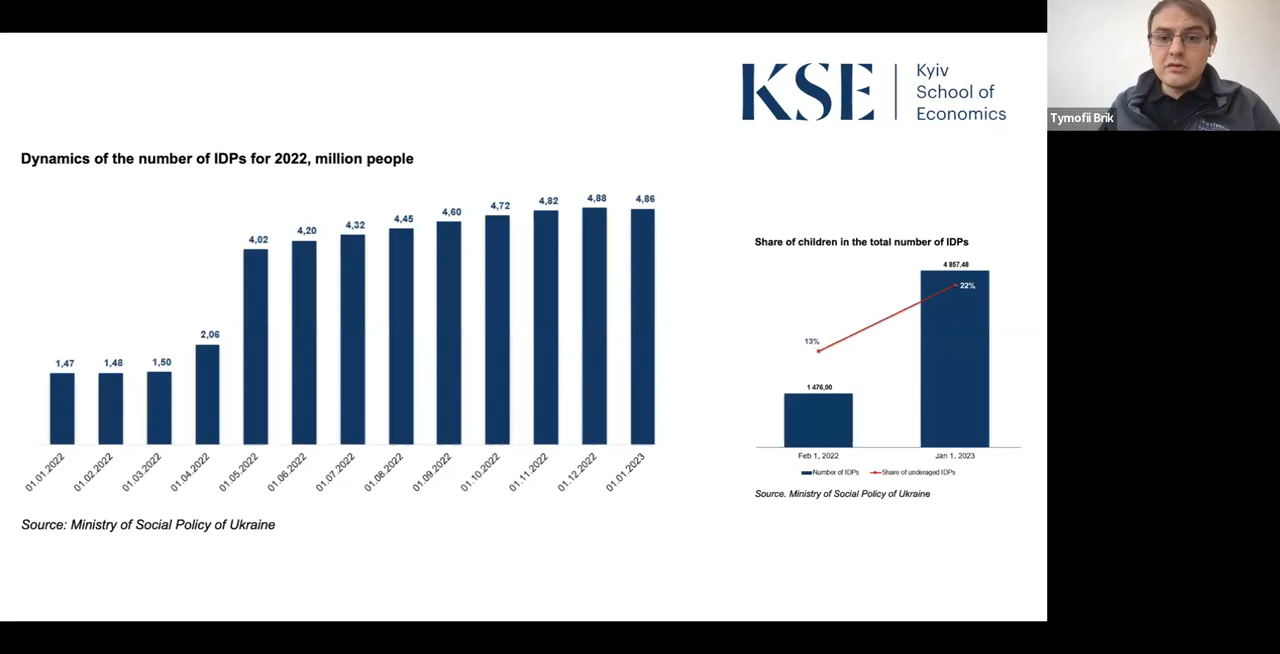 KSE
Kyiv
School of
Economics
Tymofii Brik
Dynamics of the number of IDPs for 2022, million people
1,47
1,48
1,50
2,06
4,02
4,20
4,32
4,45
4,60
4,72
4,82
4,88
4,86
01.01.2022
01.02.2022
01.03.2022
01.04.2022
01.05.2022
01.06.2022
01.07.2022
01.08.2022
01.09.2022
01.10.2022
01.11.2022
01.12.2022
01.01.2023
Source: Ministry of Social Policy of Ukraine
Share of children in the total number of IDPs
4 857,48
22%
13%
1 476,00
Feb 1, 2022
Jan 1, 2023
Number of IDPs
Share of underaged IDPs
Source. Ministry of Social Policy of Ukraine